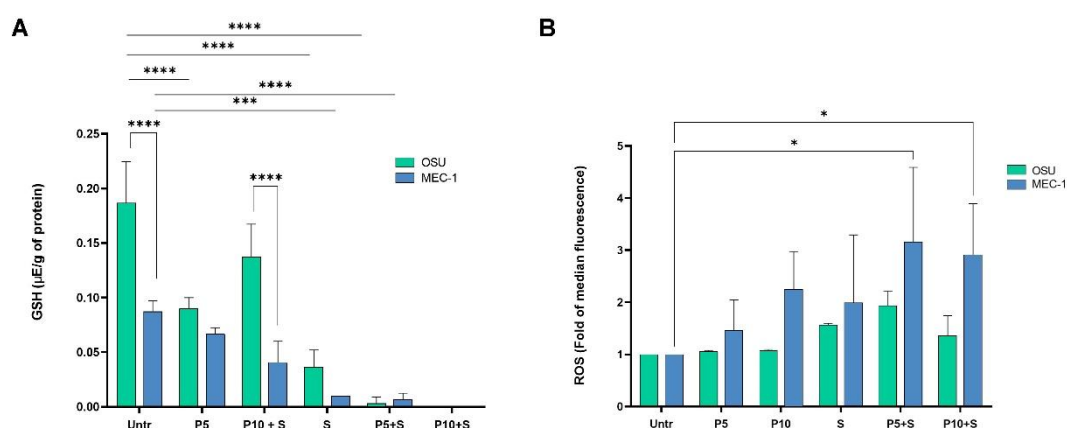 A
****
****
****
****
***
****
****
0.25
0.20
0.15
0.10
0.05
0.00
GSH (µE/g of protein)
OSU
MEC-1
Untr P5 P10 + S S P5+S P10+S
B
*
*
5
4
3
2
1
0
ROS (Fold of median fluorescence)
OSU
MEC-1
Untr P5 P10 S P5+S P10+S